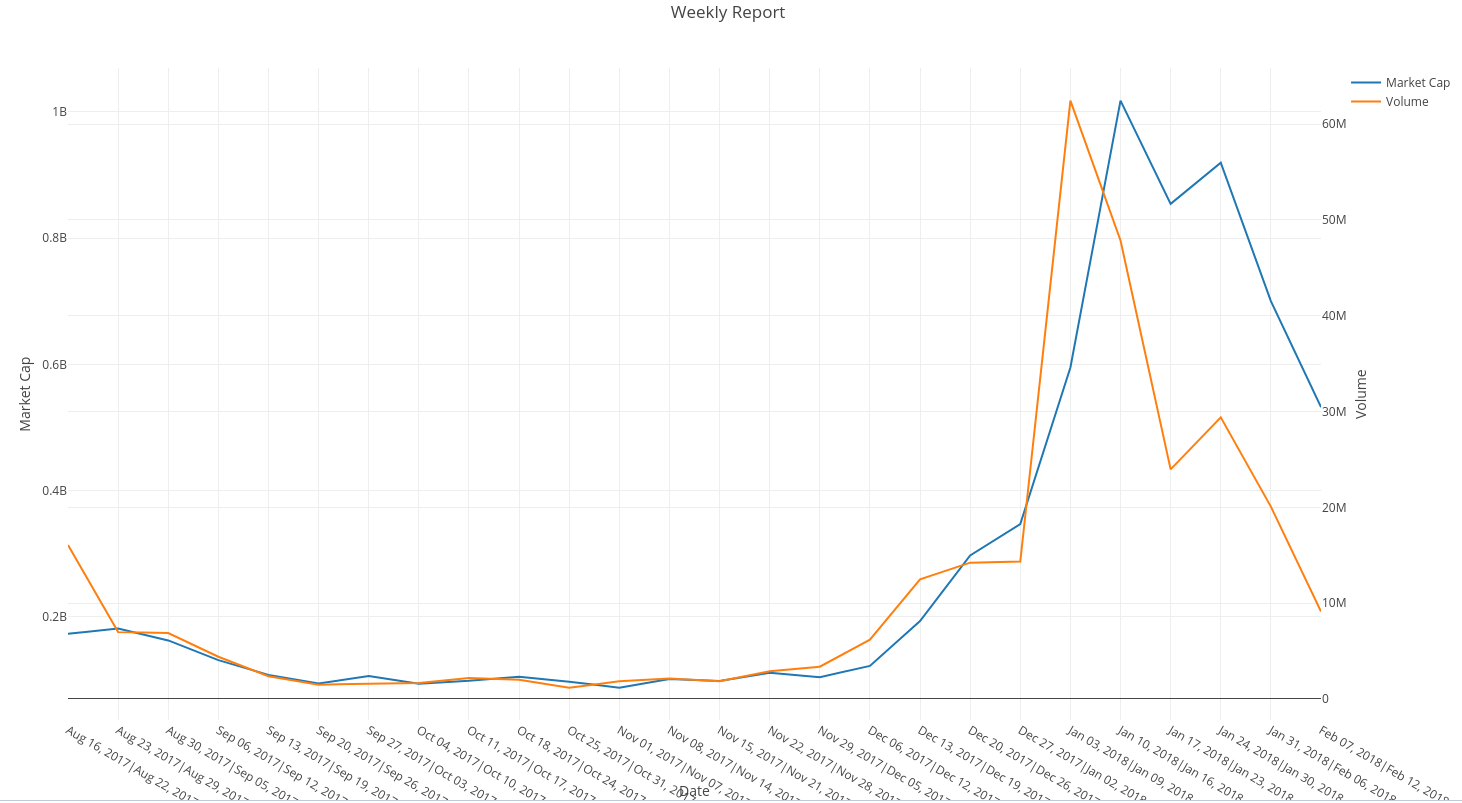 Weekly Report
Market Cap
Volume
1B
0.8B
0.6B
0.4B
0.2B
Market Cap
60M
50M
40M
30M
20M
10M
0
Volume
Aug 16, 2017|Aug 22, 2017
Aug 23, 2017|Aug 29, 2017
Aug 30, 2017|Sep 05, 2017
Sep 06, 2017|Sep 12, 2017
Sep 13, 2017|Sep 19, 2017
Sep 20, 2017|Sep 26, 2017
Sep 27, 2017|Oct 03, 2017
Oct 04, 2017|Oct 10, 2017
Oct 11, 2017|Oct 17, 2017
Oct 18, 2017|Oct 24, 2017
Oct 25, 2017|Oct 31, 2017
Nov 01, 2017|Nov 07, 2017
Nov 08, 2017|Nov 14, 2017
Nov 15, 2017|Nov 21, 2017
Nov 22, 2017|Nov 28, 2017
Nov 29, 2017|Dec 05, 2017
Dec 06, 2017|Dec 12, 2017
Dec 13, 2017|Dec 19, 2017
Dec 20, 2017|Dec 26, 2017
Dec 27, 2017|Jan 02, 2018
Jan 03, 2018|Jan 09, 2018
Jan 10, 2018|Jan 16, 2018
Jan 17, 2018|Jan 23, 2018
Jan 24, 2018|Jan 30, 2018
Jan 31, 2018|Feb 06, 2018
Feb 07, 2018|Feb 12, 2018
Date